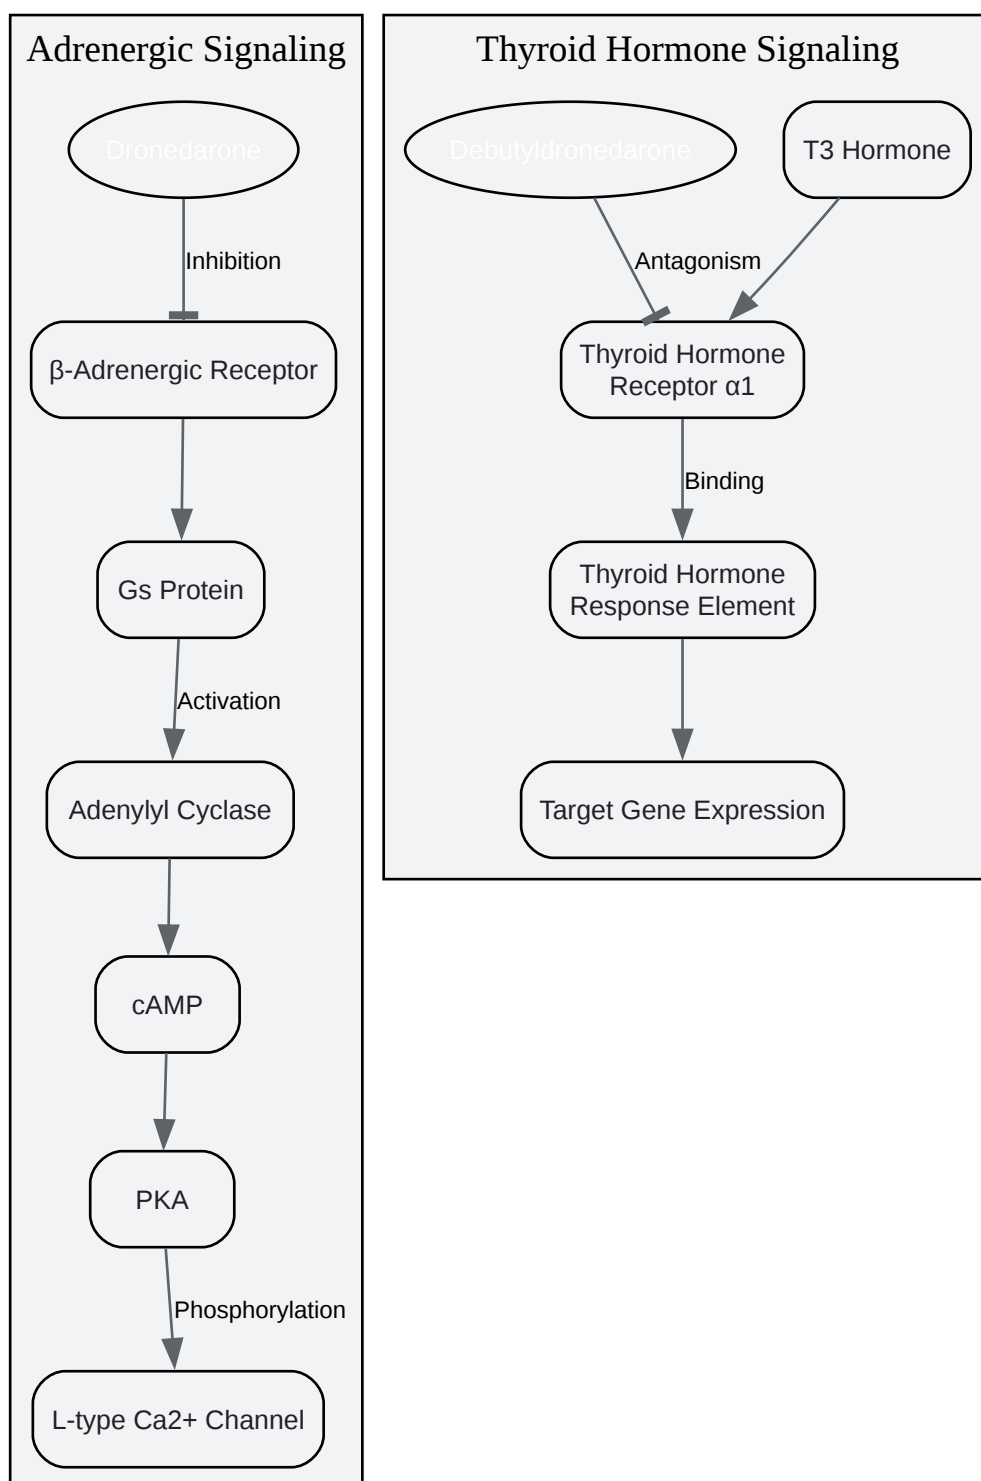 Adrenergic Signaling
Dronedarone
Inhibition
β-Adrenergic Receptor
Gs Protein
Activation
Adenylyl Cyclase
cAMP
PKA
Phosphorylation
L-type Ca2+ Channel
Thyroid Hormone Signaling
Debutyldronedarone
T3 Hormone
Antagonism
Thyroid Hormone
Receptor α1
Binding
Thyroid Hormone
Response Element
Target Gene Expression